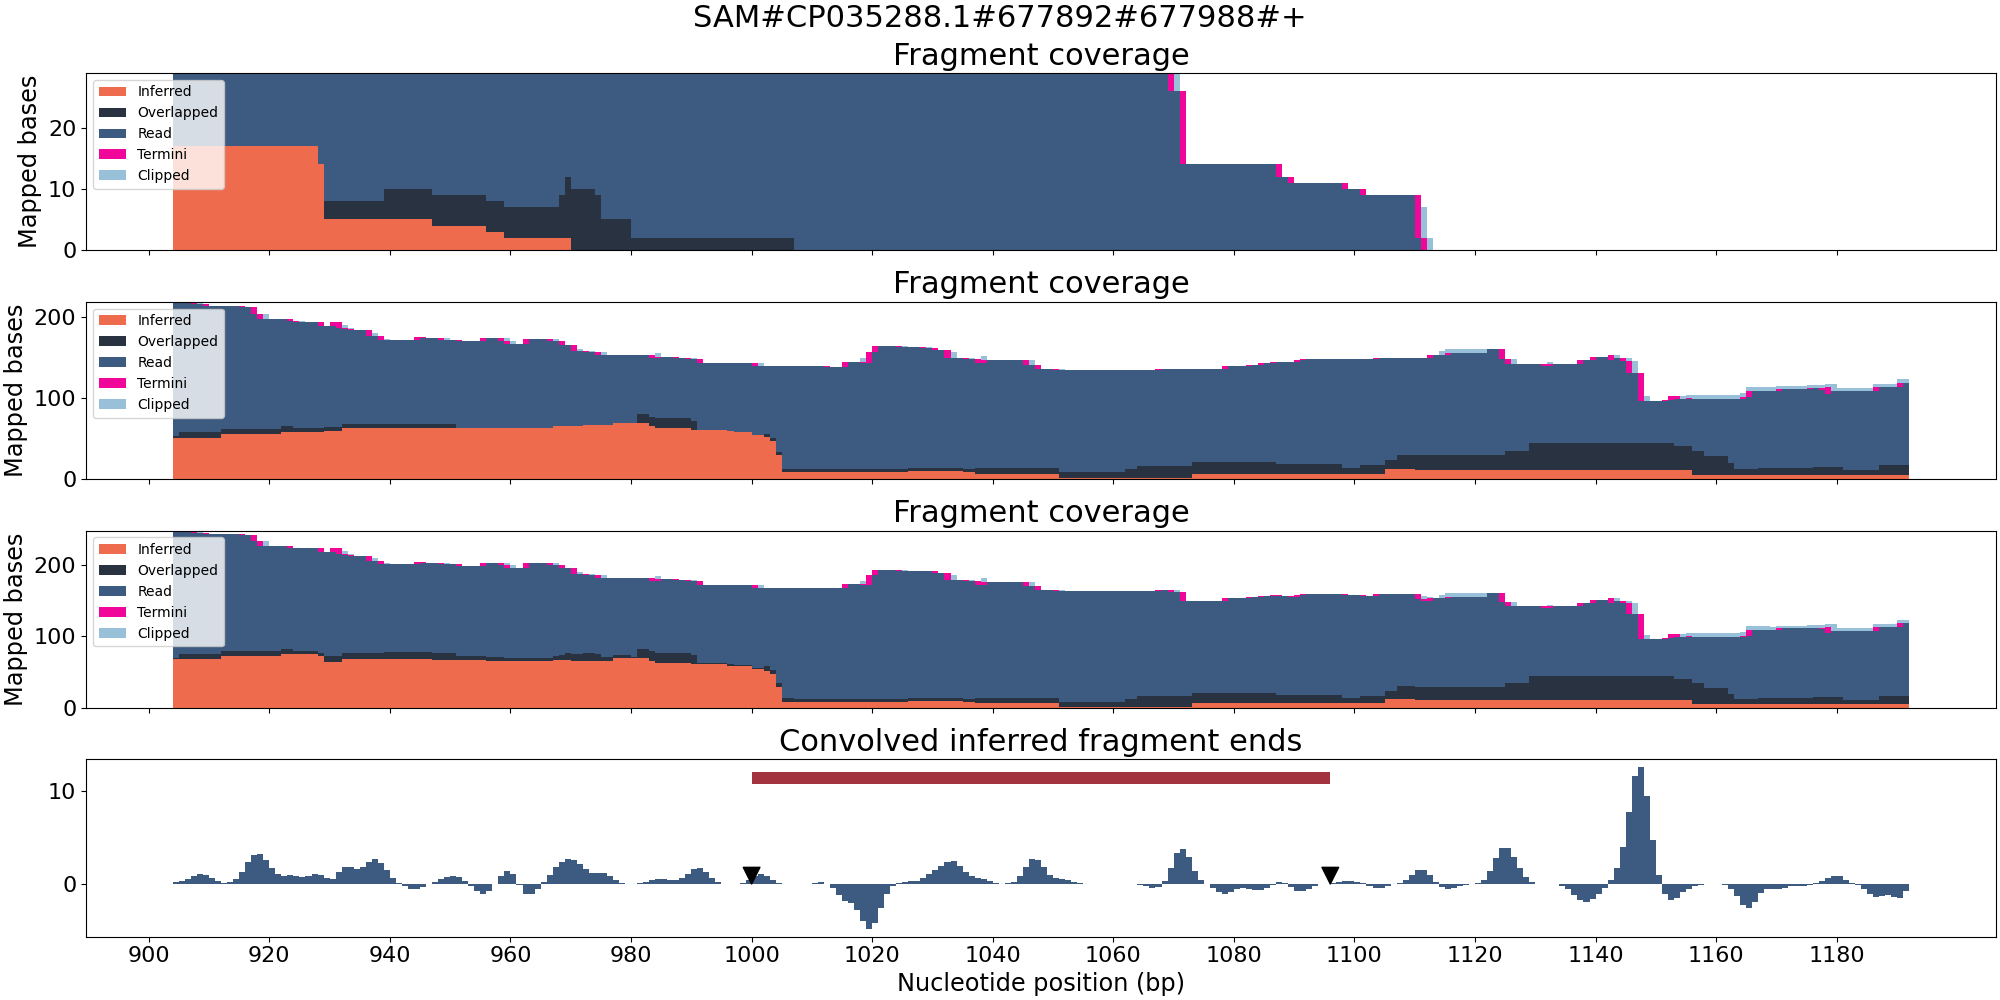 SAM#CP035288.1#677892#677988#+
Fragment coverage
Mapped bases
20
10
0
Inferred
Overlapped
Read
Termini
Clipped
Fragment coverage
Mapped bases
200
100
0
Inferred
Overlapped
Read
Termini
Clipped
Fragment coverage
Mapped bases
200
100
0
Inferred
Overlapped
Read
Termini
Clipped
Convolved inferred fragment ends
10
0
900 920 940 960 980 1000 1020 1040 1060 1080 1100 1120 1140 1160 1180
Nucleotide position (bp)